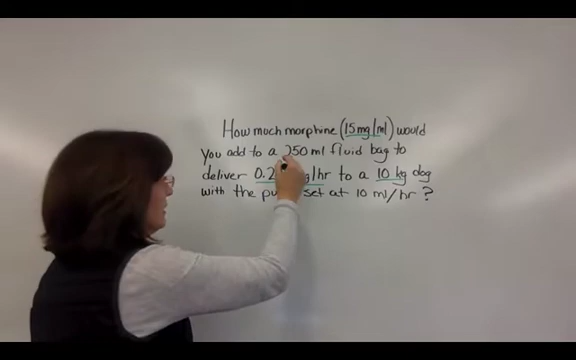 How much morphine (15mg/ml) would
you add to a 250 ml fluid bag to
deliver 0.2 g/hr to a 10 kg dog
with the set at 10 ml/hr ?